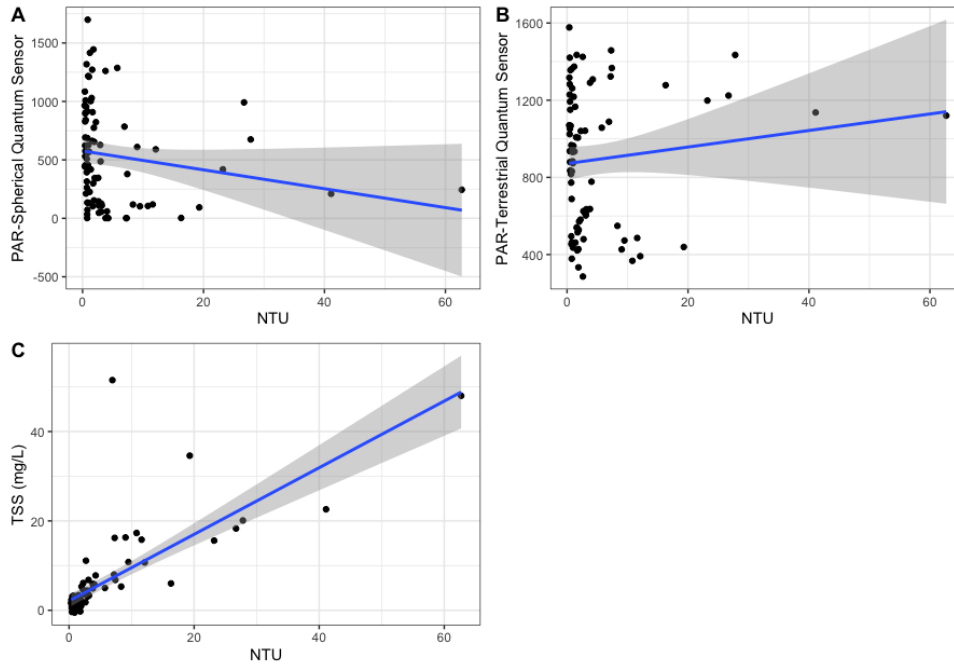 A
PAR-Spherical Quantum Sensor
1500
1000
500
0
-500
0 20 40 60
NTU
B
PAR-Terrestrial Quantum Sensor
1600
1200
800
400
0 20 40 60
NTU
C
TSS (mg/L)
40
20
0
0 20 40 60
NTU